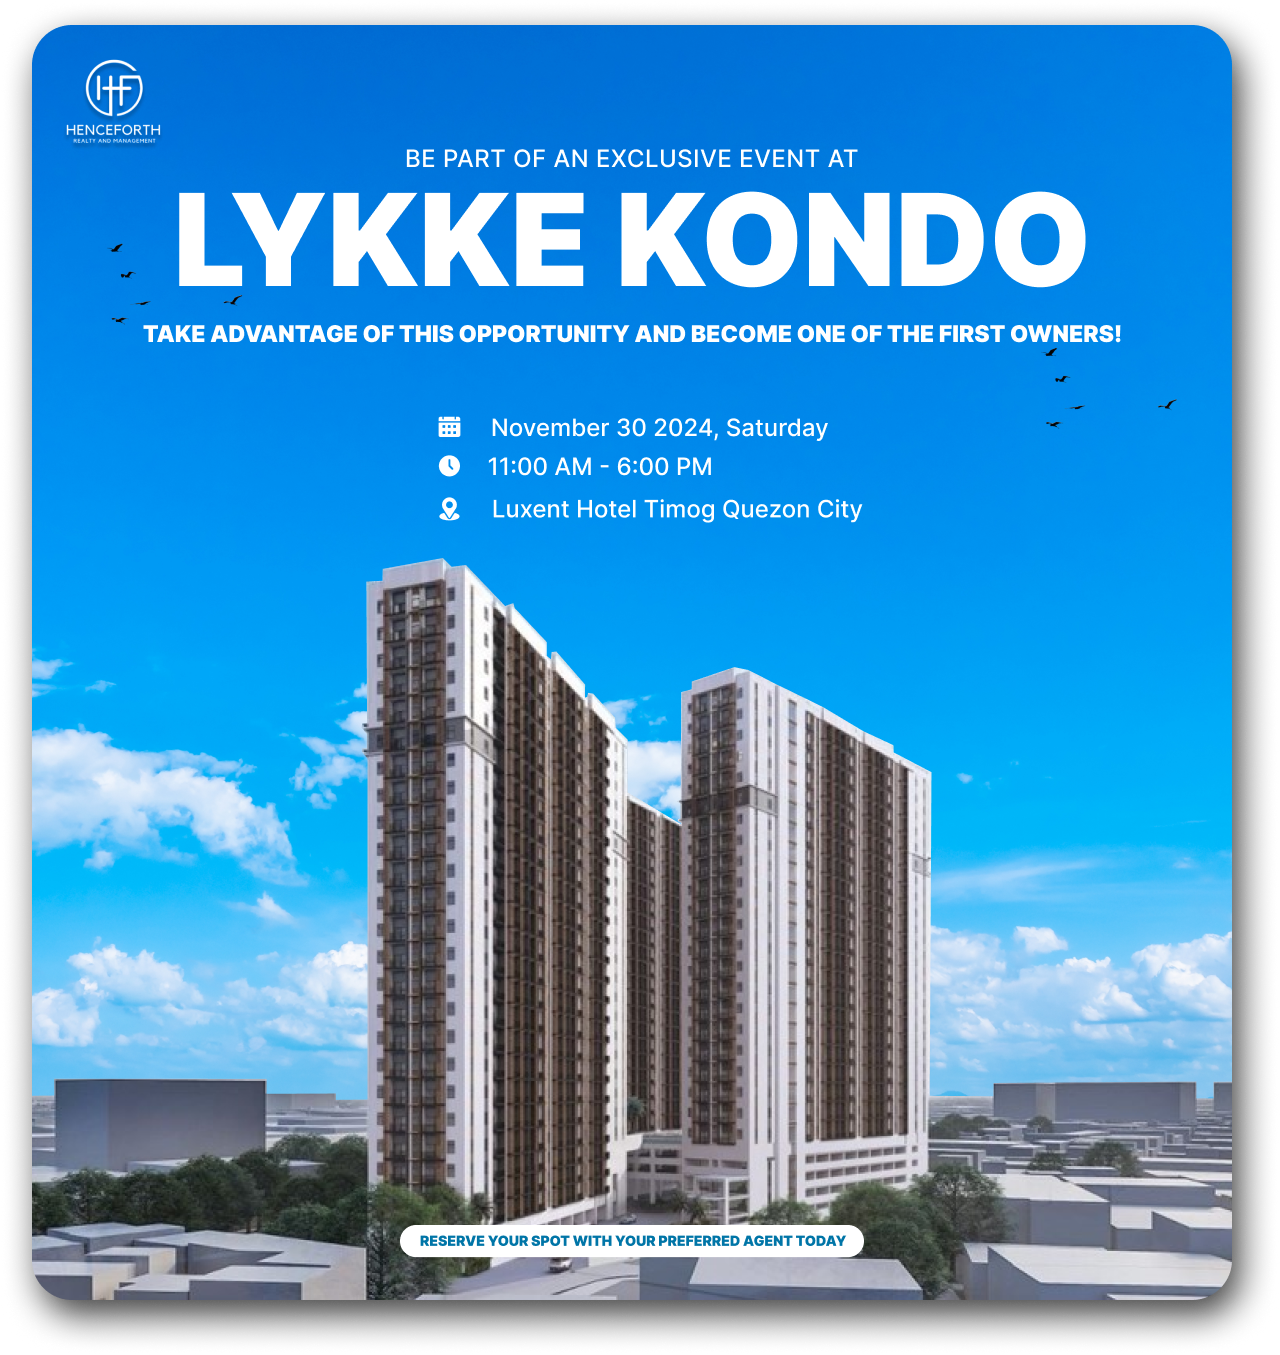 HENCEFORTH
REALTY AND MANAGEMENT
BE PART OF AN EXCLUSIVE EVENT AT
LYKKE KONDO
TAKE ADVANTAGE OF THIS OPPORTUNITY AND BECOME ONE OF THE FIRST OWNERS!
November 30 2024, Saturday
11:00 AM - 6:00 PM
Luxent Hotel Timog Quezon City
RESERVE YOUR SPOT WITH YOUR PREFERRED AGENT TODAY